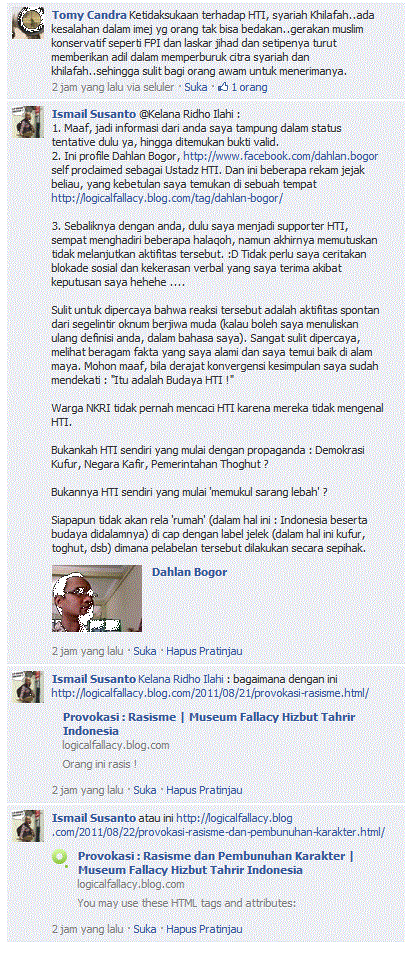 Tomy Candra Ketidaksukaan terhadap HTI, syariah Khilafah..ada
kesalahan dalam imej yg orang tak bisa bedakan..gerakan muslim
konservatif seperti FPI dan laskar jihad dan setipenya turut
memberikan adil dalam memperburuk citra syariah dan
khilafah..sehingga sulit bagi orang awam untuk menerimanya.
2 jam yang lalu via seluler · Suka · 1 orang
Ismail Susanto @Kelana Ridho Ilahi :
1. Maaf, jadi informasi dari anda saya tampung dalam status
tentative dulu ya, hingga ditemukan bukti valid.
2. Ini profile Dahlan Bogor, http://www.facebook.com/dahlan.bogor
self proclaimed sebagai Ustadz HTI. Dan ini beberapa rekam jejak
beliau, yang kebetulan saya temukan di sebuah tempat
http://logicalfallacy.blog.com/tag/dahlan-bogor/
3. Sebaliknya dengan anda, dulu saya menjadi supporter HTI,
sempat menghadiri beberapa halaqoh, namun akhirnya memutuskan
tidak melanjutkan aktifitas tersebut. :D Tidak perlu saya ceritakan
blokade sosial dan kekerasan verbal yang saya terima akibat
keputusan saya hehehe ....
Sulit untuk dipercaya bahwa reaksi tersebut adalah aktifitas spontan
dari segelintir oknum berjiwa muda (kalau boleh saya menuliskan
ulang definisi anda, dalam bahasa saya). Sangat sulit dipercaya,
melihat beragam fakta yang saya alami dan saya temui baik di alam
maya. Mohon maaf, bila derajat konvergensi kesimpulan saya sudah
mendekati : "Itu adalah Budaya HTI !"
Warga NKRI tidak pernah mencaci HTI karena mereka tidak mengenal
HTI.
Bukankah HTI sendiri yang mulai dengan propaganda : Demokrasi
Kufur, Negara Kafir, Pemerintahan Thoghut ?
Bukannya HTI sendiri yang mulai 'memukul sarang lebah' ?
Siapapun tidak akan rela 'rumah' (dalam hal ini : Indonesia beserta
budaya didalamnya) di cap dengan label jelek (dalam hal ini kufur,
toghut, dsb) dimana pelabelan tersebut dilakukan secara sepihak.
Dahlan Bogor
2 jam yang lalu · Suka · Hapus Pratinjau
Ismail Susanto Kelana Ridho Ilahi : bagaimana dengan ini
http://logicalfallacy.blog.com/2011/08/21/provokasi-rasisme.html/
Provokasi : Rasisme | Museum Fallacy Hizbut Tahrir
Indonesia
logicalfallacy.blog.com
Orang ini rasis !
2 jam yang lalu · Suka · Hapus Pratinjau
Ismail Susanto atau ini http://logicalfallacy.blog
.com/2011/08/22/provokasi-rasisme-dan-pembunuhan-karakter.html/
Provokasi : Rasisme dan Pembunuhan Karakter |
Museum Fallacy Hizbut Tahrir Indonesia
logicalfallacy.blog.com
You may use these HTML tags and attributes:
2 jam yang lalu · Suka · Hapus Pratinjau